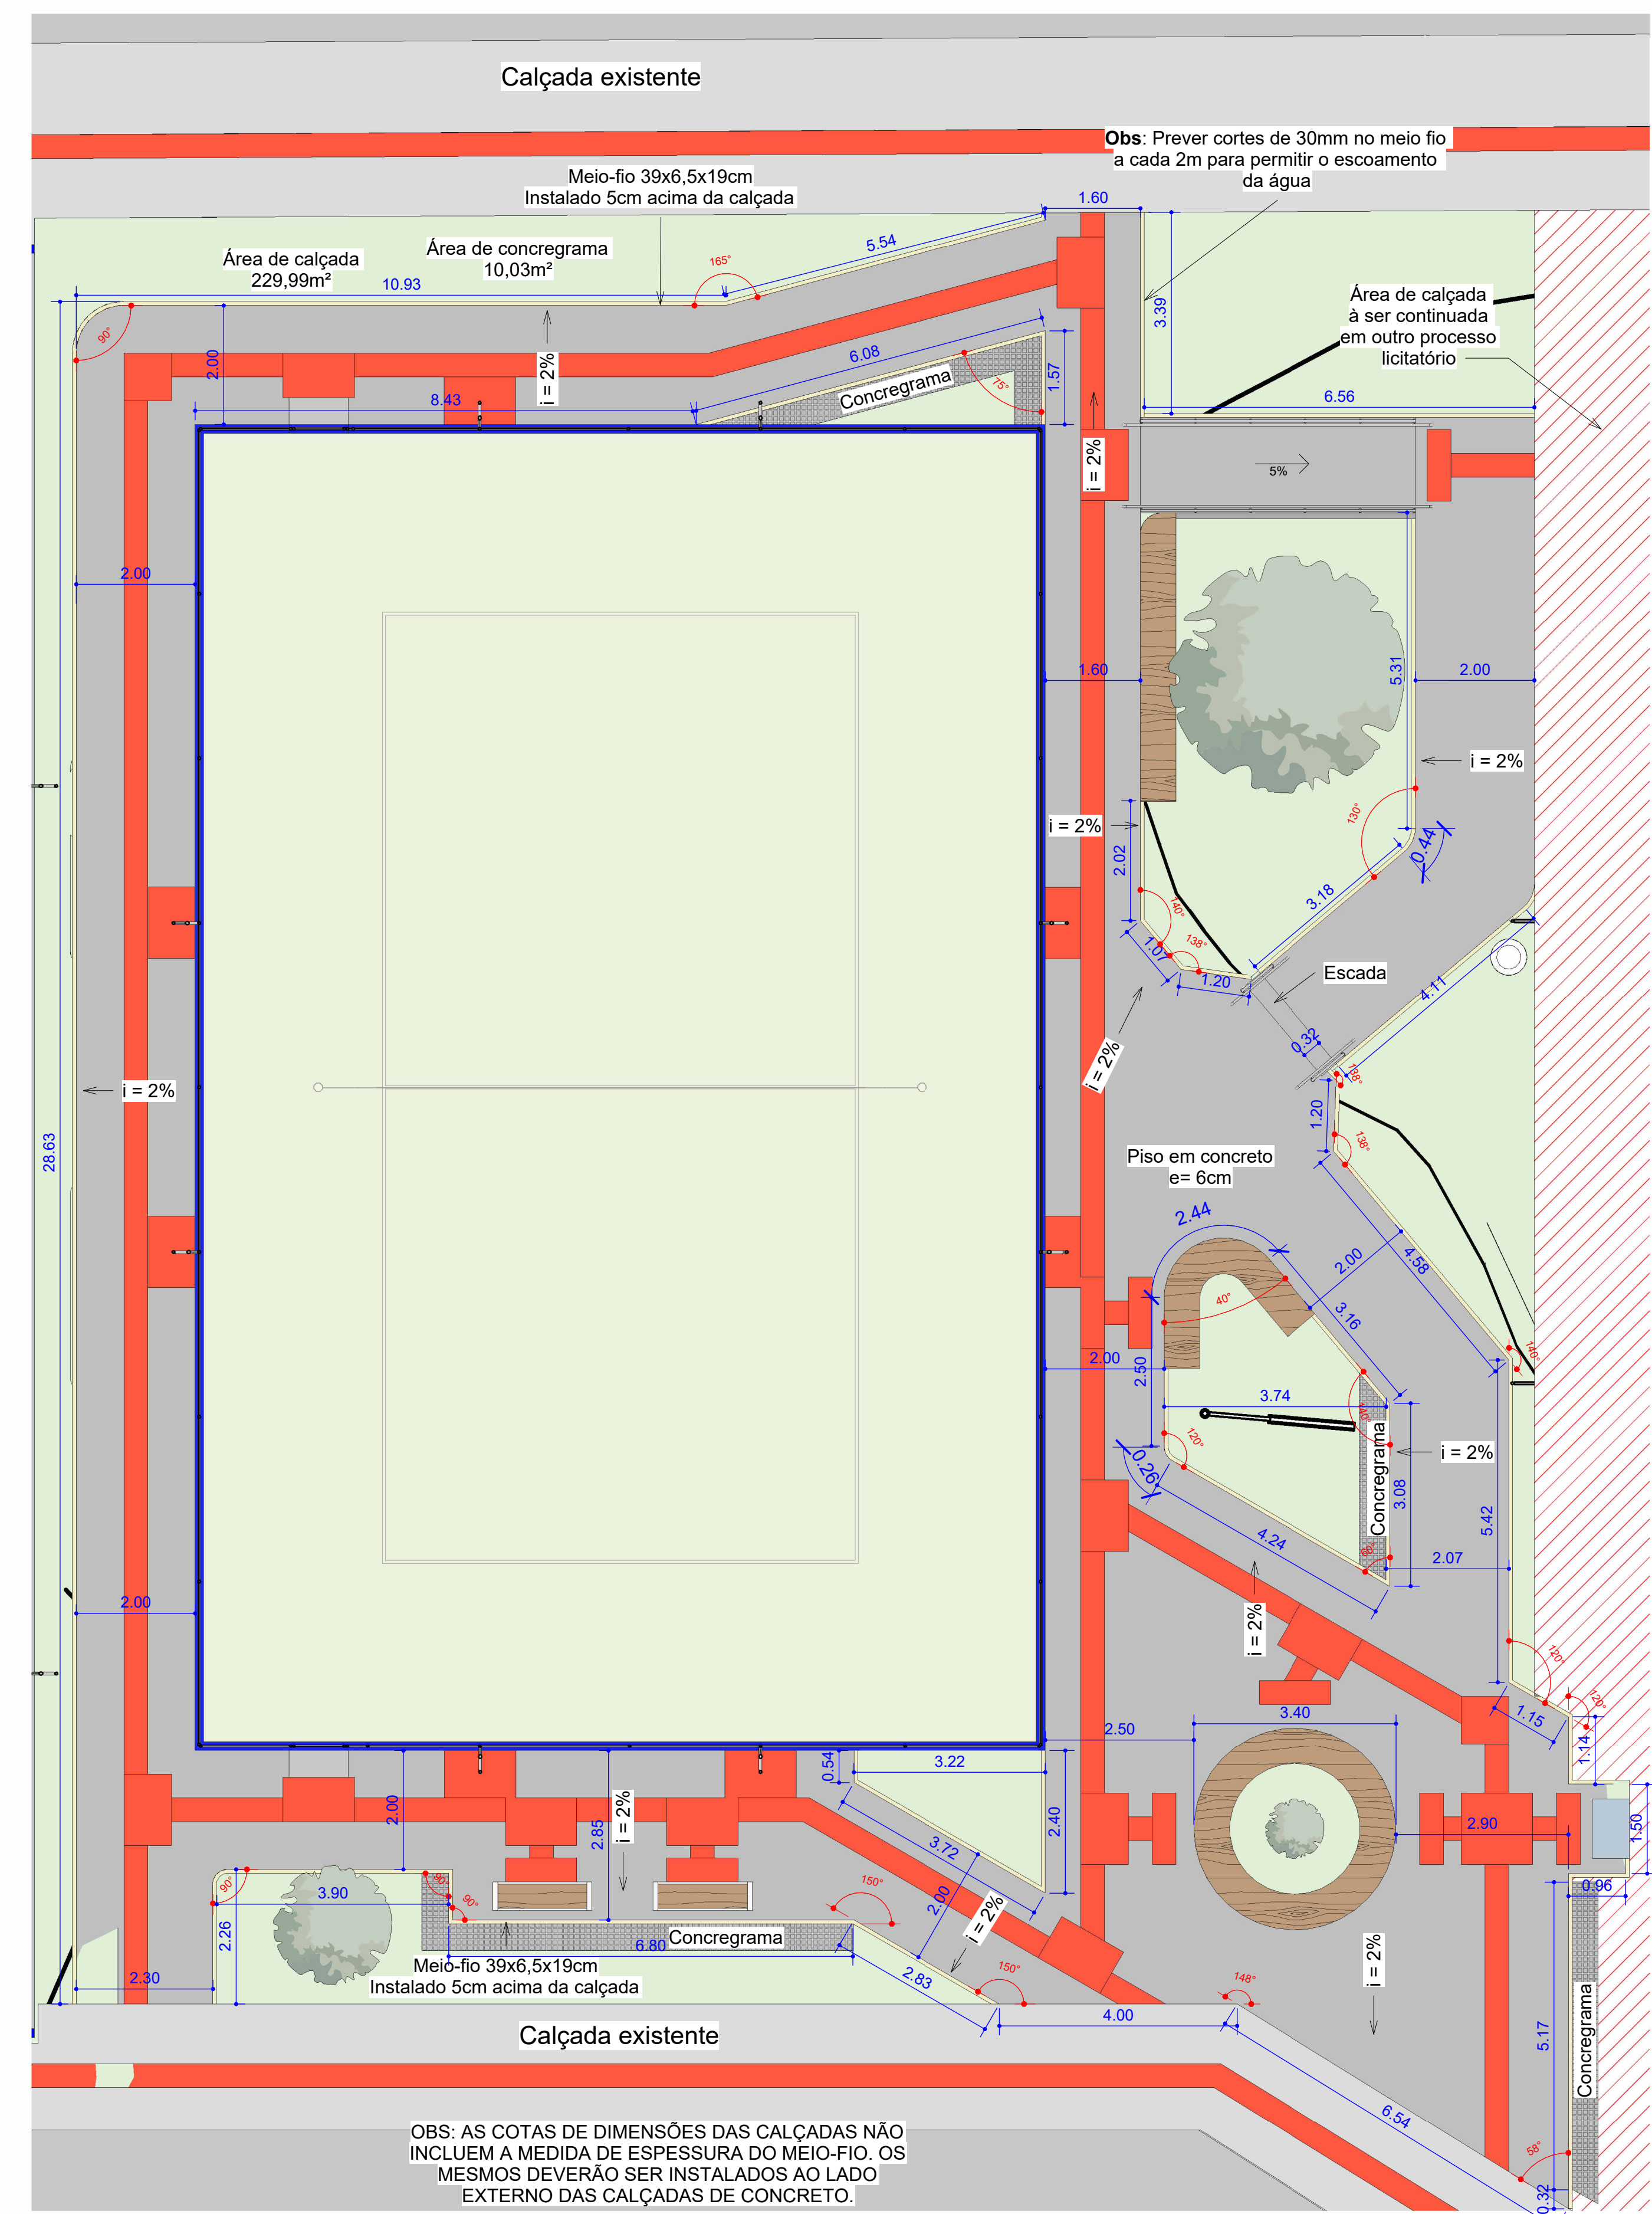 Calçada existente
Obs: Prever cortes de 30mm no meio fio
a cada 2m para permitir o escoamento
da água
Meio-fio 39x6,5x19cm
Instalado 5cm acima da calçada
1.60
5.54
165°
Área de calçada
229,99m²
Área de concregrama
10,03m²
10.93
3.39
Área de calçada
à ser continuada
em outro processo
licitatório
90°
2.00
i = 2%
6.08
1.57
75°
Concregrama
8.43
6.56
i = 2%
5%
2.00
1.60
5.31
2.00
i = 2%
130°
i = 2%
0.44
2.02
3.18
140°
138°
1.07
1.20
Escada
4.11
0.32
i = 2%
138°
i = 2%
1.20
138°
28.63
Piso em concreto
e= 6cm
2.44
2.00
4.58
40°
3.16
140°
2.00
2.50
3.74
140°
120°
Concregrama
i = 2%
0.26
3.08
5.42
4.24
60°
2.07
2.00
i = 2%
120°
120°
3.40
1.15
2.50
1.14
0.54
3.22
2.00
2.85
i = 2%
2.40
2.90
1.50
3.72
90°
90°
90°
150°
3.90
2.00
0.96
i = 2%
2.26
Concregrama
6.80
Meio-fio 39x6,5x19cm
Instalado 5cm acima da calçada
2.30
2.83
150°
148°
i = 2%
4.00
Calçada existente
5.17
Concregrama
6.54
58°
0.32
OBS: AS COTAS DE DIMENSÕES DAS CALÇADAS NÃO
INCLUEM A MEDIDA DE ESPESSURA DO MEIO-FIO. OS
MESMOS DEVERÃO SER INSTALADOS AO LADO
EXTERNO DAS CALÇADAS DE CONCRETO.